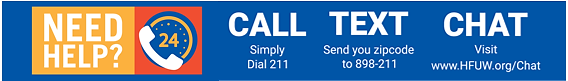 NEED
HELP?
24
CALL
Simply
Dial 211
TEXT
Send you zipcode
to 898-211
CHAT
Visit
www.HFUW.org/Chat